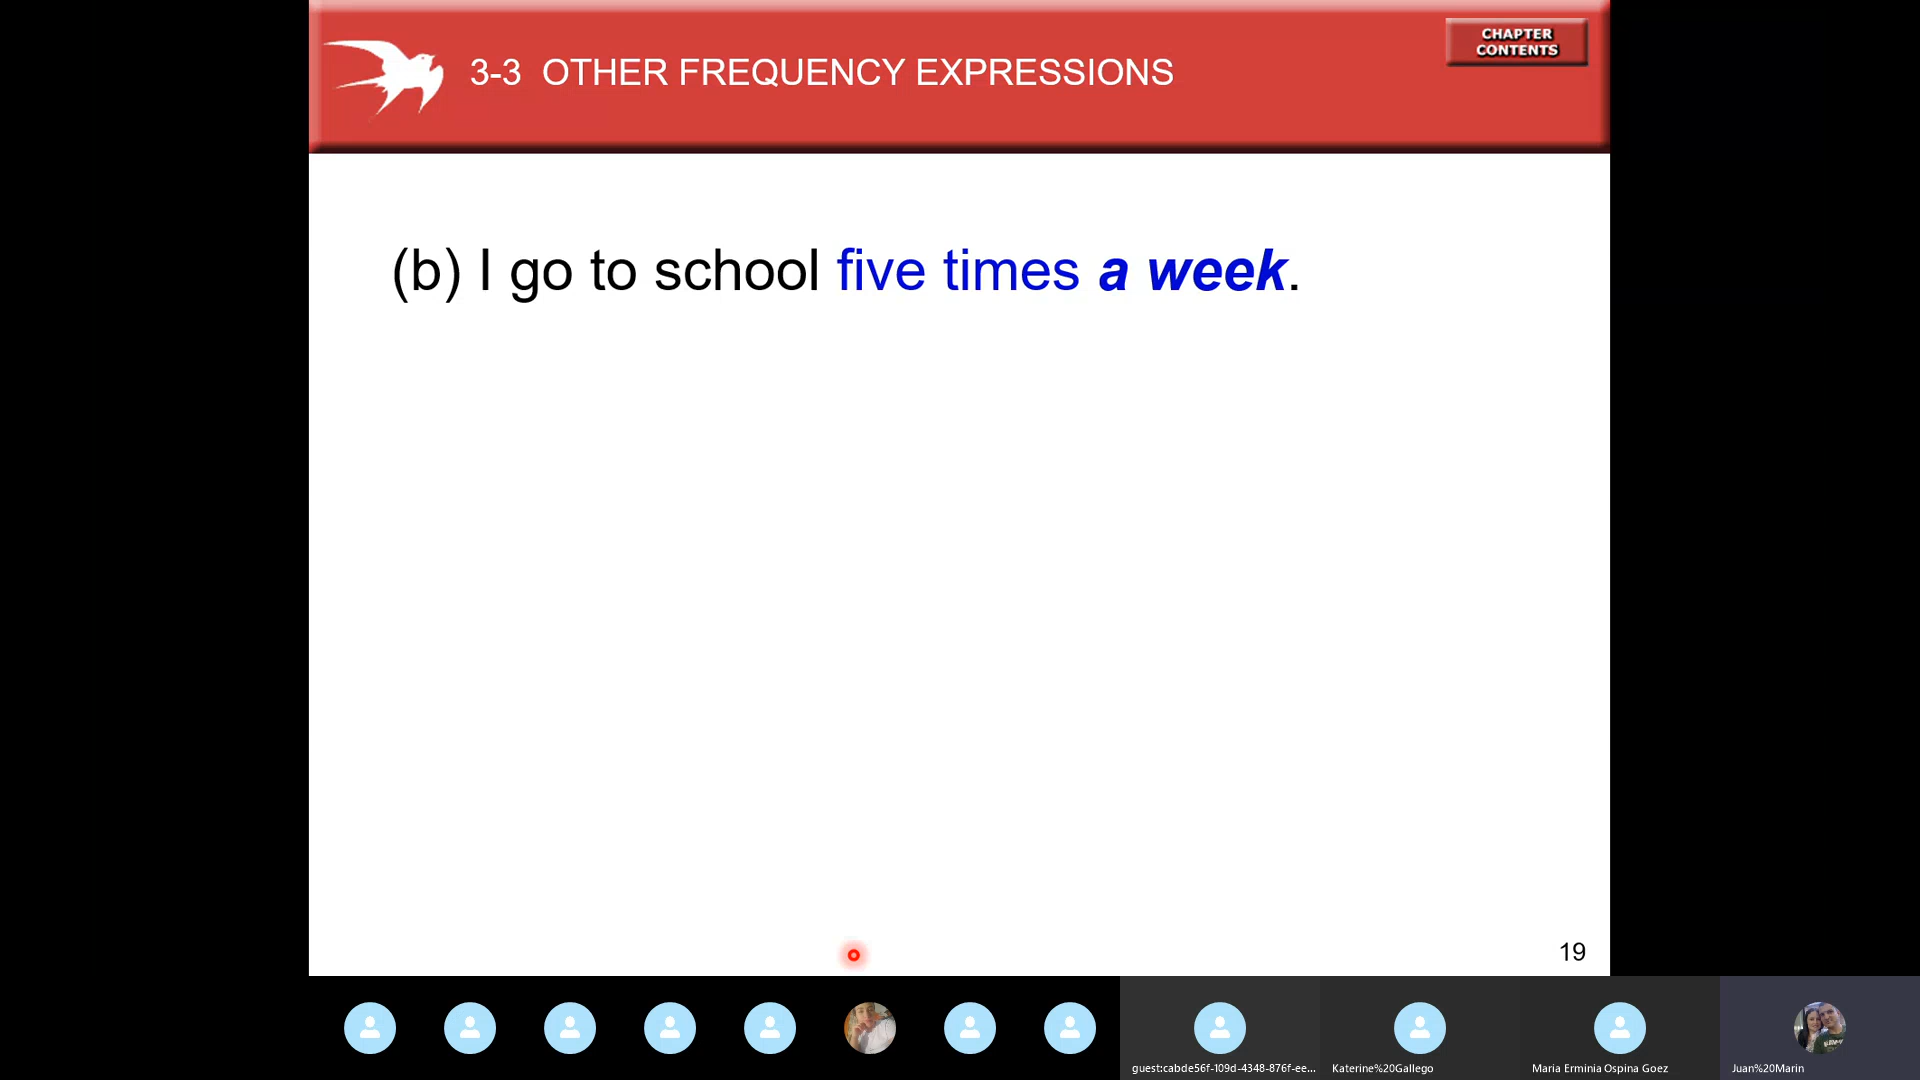 CHAPTER
CONTENTS
3-3 OTHER FREQUENCY EXPRESSIONS
(b) I go to school five times a week.
19
guest:cabde56f-109d-4348-876f-ee...
Katerine%20Gallego
Maria Erminia Ospina Goez
Juan%20Marin